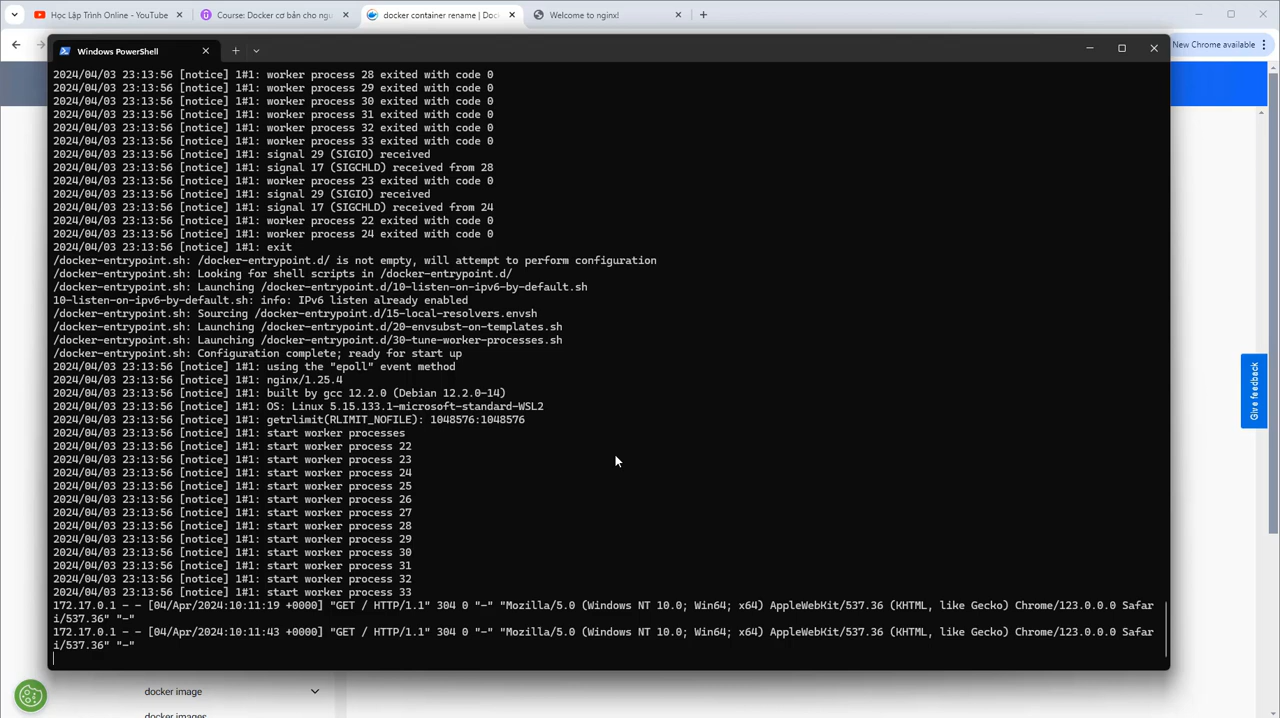 Học Lập Trình Online - YouTube
Course: Docker cơ bản cho ngư
docker container rename | Dock
Welcome to nginx!
New Chrome available
Windows PowerShell
2024/04/03 23:13:56 [notice] 1#1: worker process 28 exited with code 0
2024/04/03 23:13:56 [notice] 1#1: worker process 29 exited with code 0
2024/04/03 23:13:56 [notice] 1#1: worker process 30 exited with code 0
2024/04/03 23:13:56 [notice] 1#1: worker process 31 exited with code 0
2024/04/03 23:13:56 [notice] 1#1: worker process 32 exited with code 0
2024/04/03 23:13:56 [notice] 1#1: worker process 33 exited with code 0
2024/04/03 23:13:56 [notice] 1#1: signal 29 (SIGIO) received
2024/04/03 23:13:56 [notice] 1#1: signal 17 (SIGCHLD) received from 28
2024/04/03 23:13:56 [notice] 1#1: worker process 23 exited with code 0
2024/04/03 23:13:56 [notice] 1#1: signal 29 (SIGIO) received
2024/04/03 23:13:56 [notice] 1#1: signal 17 (SIGCHLD) received from 24
2024/04/03 23:13:56 [notice] 1#1: worker process 22 exited with code 0
2024/04/03 23:13:56 [notice] 1#1: worker process 24 exited with code 0
2024/04/03 23:13:56 [notice] 1#1: exit
/docker-entrypoint.sh: /docker-entrypoint.d/ is not empty, will attempt to perform configuration
/docker-entrypoint.sh: Looking for shell scripts in /docker-entrypoint.d/
/docker-entrypoint.sh: Launching /docker-entrypoint.d/10-listen-on-ipv6-by-default.sh
10-listen-on-ipv6-by-default.sh: info: IPv6 listen already enabled
/docker-entrypoint.sh: Sourcing /docker-entrypoint.d/15-local-resolvers.envsh
/docker-entrypoint.sh: Launching /docker-entrypoint.d/20-envsubst-on-templates.sh
/docker-entrypoint.sh: Launching /docker-entrypoint.d/30-tune-worker-processes.sh
/docker-entrypoint.sh: Configuration complete; ready for start up
2024/04/03 23:13:56 [notice] 1#1: using the "epoll" event method
2024/04/03 23:13:56 [notice] 1#1: nginx/1.25.4
2024/04/03 23:13:56 [notice] 1#1: built by gcc 12.2.0 (Debian 12.2.0-14)
2024/04/03 23:13:56 [notice] 1#1: OS: Linux 5.15.133.1-microsoft-standard-WSL2
2024/04/03 23:13:56 [notice] 1#1: getrlimit(RLIMIT_NOFILE): 1048576:1048576
2024/04/03 23:13:56 [notice] 1#1: start worker processes
2024/04/03 23:13:56 [notice] 1#1: start worker process 22
2024/04/03 23:13:56 [notice] 1#1: start worker process 23
2024/04/03 23:13:56 [notice] 1#1: start worker process 24
2024/04/03 23:13:56 [notice] 1#1: start worker process 25
2024/04/03 23:13:56 [notice] 1#1: start worker process 26
2024/04/03 23:13:56 [notice] 1#1: start worker process 27
2024/04/03 23:13:56 [notice] 1#1: start worker process 28
2024/04/03 23:13:56 [notice] 1#1: start worker process 29
2024/04/03 23:13:56 [notice] 1#1: start worker process 30
2024/04/03 23:13:56 [notice] 1#1: start worker process 31
2024/04/03 23:13:56 [notice] 1#1: start worker process 32
2024/04/03 23:13:56 [notice] 1#1: start worker process 33
172.17.0.1 - - [04/Apr/2024:10:11:19 +0000] "GET / HTTP/1.1" 304 0 "-" "Mozilla/5.0 (Windows NT 10.0; Win64; x64) AppleWebKit/537.36 (KHTML, like Gecko) Chrome/123.0.0.0 Safar
i/537.36" "-"
172.17.0.1 - - [04/Apr/2024:10:11:43 +0000] "GET / HTTP/1.1" 304 0 "-" "Mozilla/5.0 (Windows NT 10.0; Win64; x64) AppleWebKit/537.36 (KHTML, like Gecko) Chrome/123.0.0.0 Safar
i/537.36" "-"
Give feedback
docker image
docker images